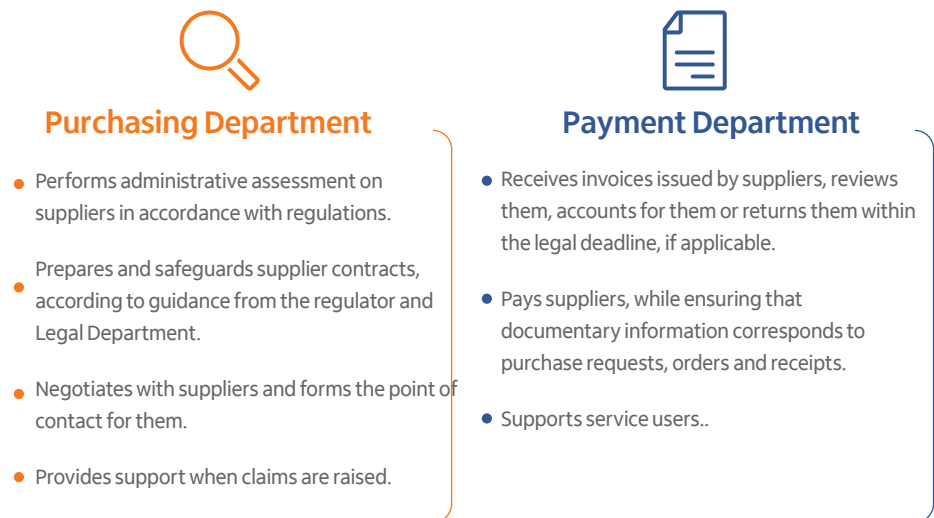 Purchasing Department
Performs administrative assessment on
suppliers in accordance with regulations.
Prepares and safeguards supplier contracts,
according to guidance from the regulator and
Legal Department.
Negotiates with suppliers and forms the point of
contact for them.
Provides support when claims are raised.
Payment Department
Receives invoices issued by suppliers, reviews
them, accounts for them or returns them within
the legal deadline, if applicable.
Pays suppliers, while ensuring that
documentary information corresponds to
purchase requests, orders and receipts.
Supports service users..